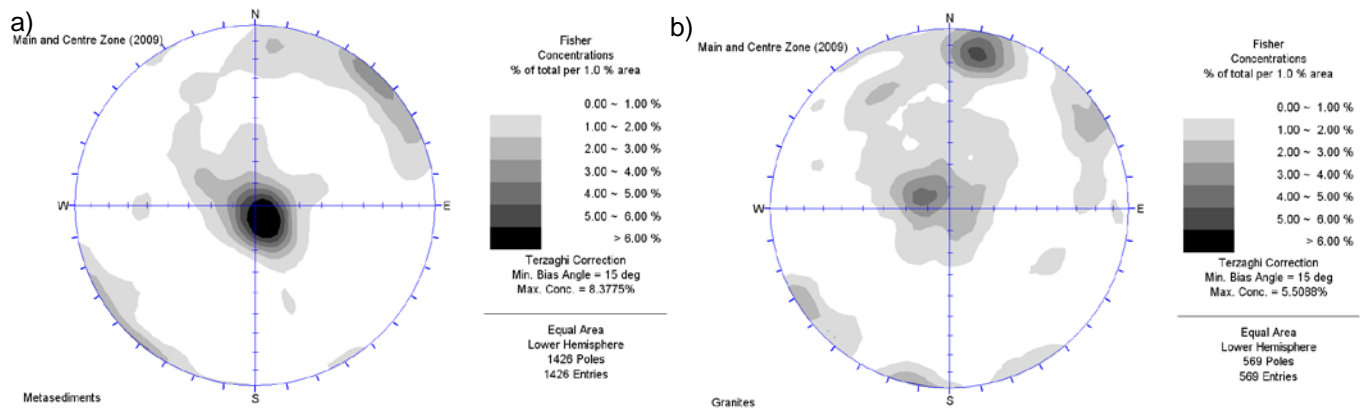 a)
Main and Centre Zone (2009)
N
W
E
S
Metasediments
Fisher
Concentrations
% of total per 1.0 % area
0.00 ~ 1.00 %
1.00 ~ 2.00 %
2.00 ~ 3.00 %
3.00 ~ 4.00 %
4.00 ~ 5.00 %
5.00 ~ 6.00 %
> 6.00 %
Terzaghi Correction
Min. Bias Angle = 15 deg
Max. Conc. = 8.3775%
Equal Area
Lower Hemisphere
1426 Poles
1426 Entries
b)
Main and Centre Zone (2009)
N
W
E
S
Granites
Fisher
Concentrations
% of total per 1.0 % area
0.00 ~ 1.00 %
1.00 ~ 2.00 %
2.00 ~ 3.00 %
3.00 ~ 4.00 %
4.00 ~ 5.00 %
5.00 ~ 6.00 %
> 6.00 %
Terzaghi Correction
Min. Bias Angle = 15 deg
Max. Conc. = 5.5088%
Equal Area
Lower Hemisphere
569 Poles
569 Entries